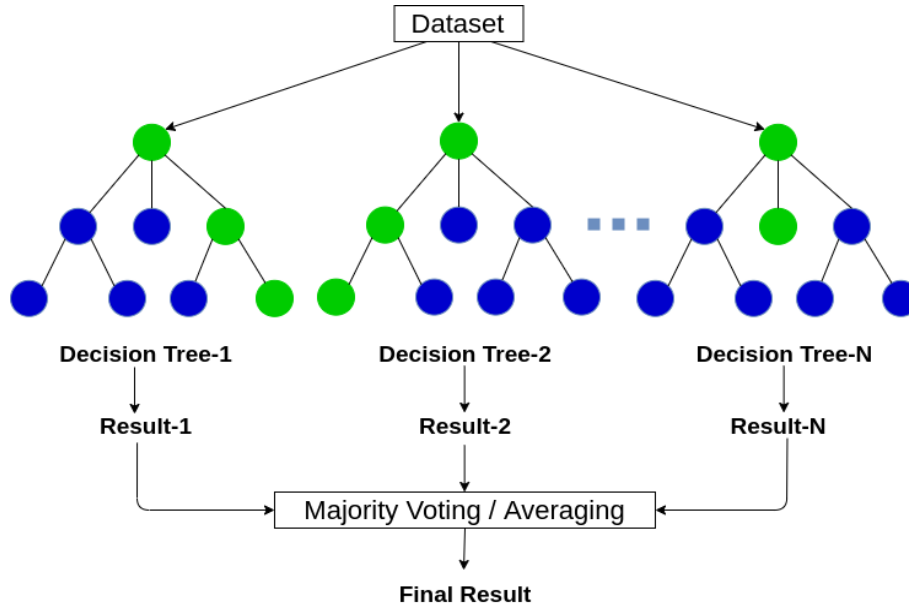 Dataset
Decision Tree-1 Decision Tree-2 Decision Tree-N
Result-1 Result-2 Result-N
Majority Voting / Averaging
Final Result